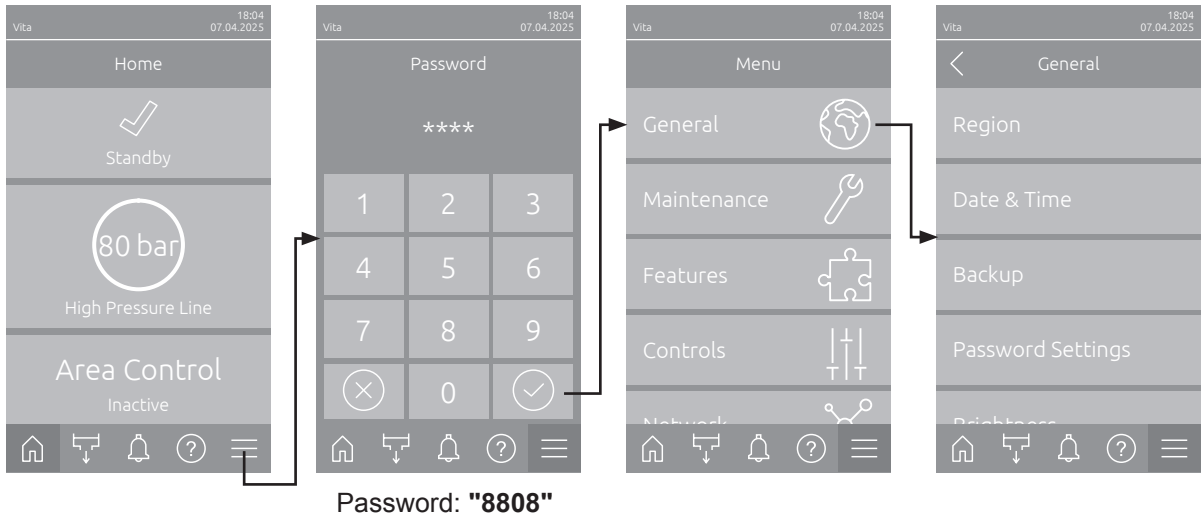 18:04
Vita
07.04.2025
Home
Standby
80 bar
High Pressure Line
Area Control
Inactive
?
18:04
Vita
07.04.2025
Password
****
1 2 3
4 5 6
7 8 9
0
?
Password: "8808"
18:04
Vita
07.04.2025
Menu
General
Maintenance
Features
Controls
Network
?
18:04
Vita
07.04.2025
General
Region
Date & Time
Backup
Password Settings
Brightness
?